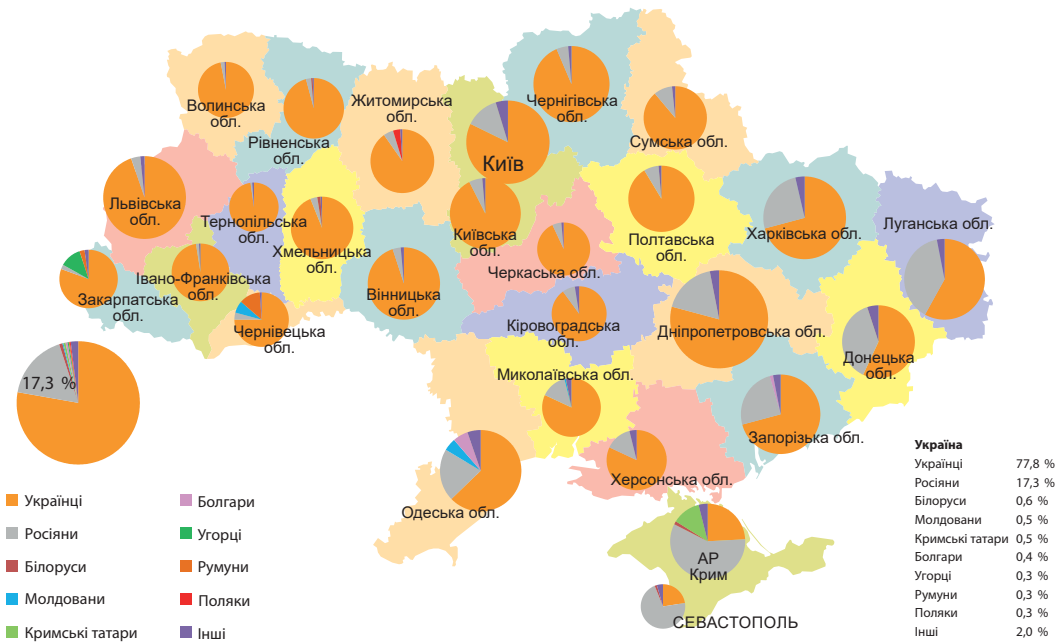 Волинська
обл.
Рівненська
обл.
Житомирська
обл.
Київ
Чернігівська
обл.
Сумська обл.
Львівська
обл.
Тернопільська
обл.
Хмельницька
обл.
Київська
обл.
Черкаська обл.
Полтавська
обл.
Харківська обл.
Луганська обл.
Закарпатська
обл.
Івано-Франківська
обл.
Чернівецька
обл.
Вінницька
обл.
Кіровоградська
обл.
Дніпропетровська обл.
Донецька
обл.
Миколаївська обл.
Запорізька обл.
Херсонська обл.
Одеська обл.
АР
Крим
СЕВАСТОПОЛЬ
17,3 %
Українці
Росіяни
Білоруси
Молдовани
Кримські татари
Болгари
Угорці
Румуни
Поляки
Інші
Україна
Українці 77,8 %
Росіяни 17,3 %
Білоруси 0,6 %
Молдовани 0,5 %
Кримські татари 0,5 %
Болгари 0,4 %
Угорці 0,3 %
Румуни 0,3 %
Поляки 0,3 %
Інші 2,0 %